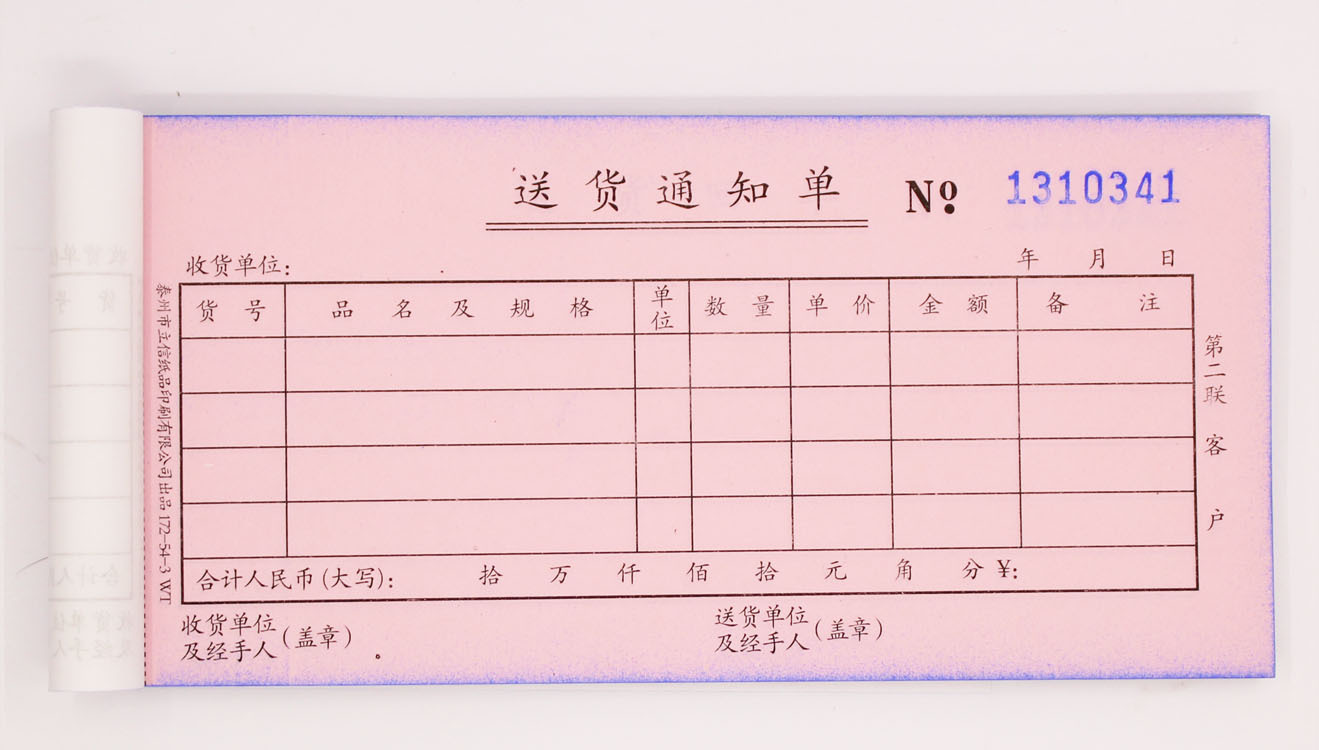 送货通知单 № 1310341
收货单位: 年 月 日
货号 品名及规格 单位 数量 单价 金额 备注
合计人民币(大写): 拾 万 仟 佰 拾 元 角 分 ¥:
收货单位及经手人(盖章)
送货单位及经手人(盖章)
第二联 客户
泰州市立信纸品印刷有限公司出品 172-54-3 WT